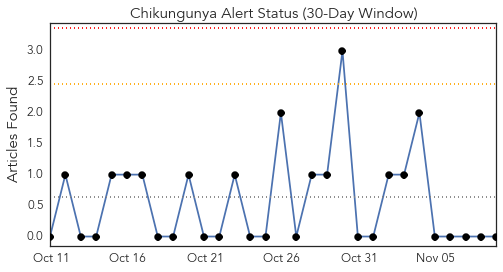 Chikungunya Alert Status (30-Day Window)
Articles Found
3.0
2.5
2.0
1.5
1.0
0.5
0.0
Oct 11 Oct 16 Oct 21 Oct 26 Oct 31 Nov 05